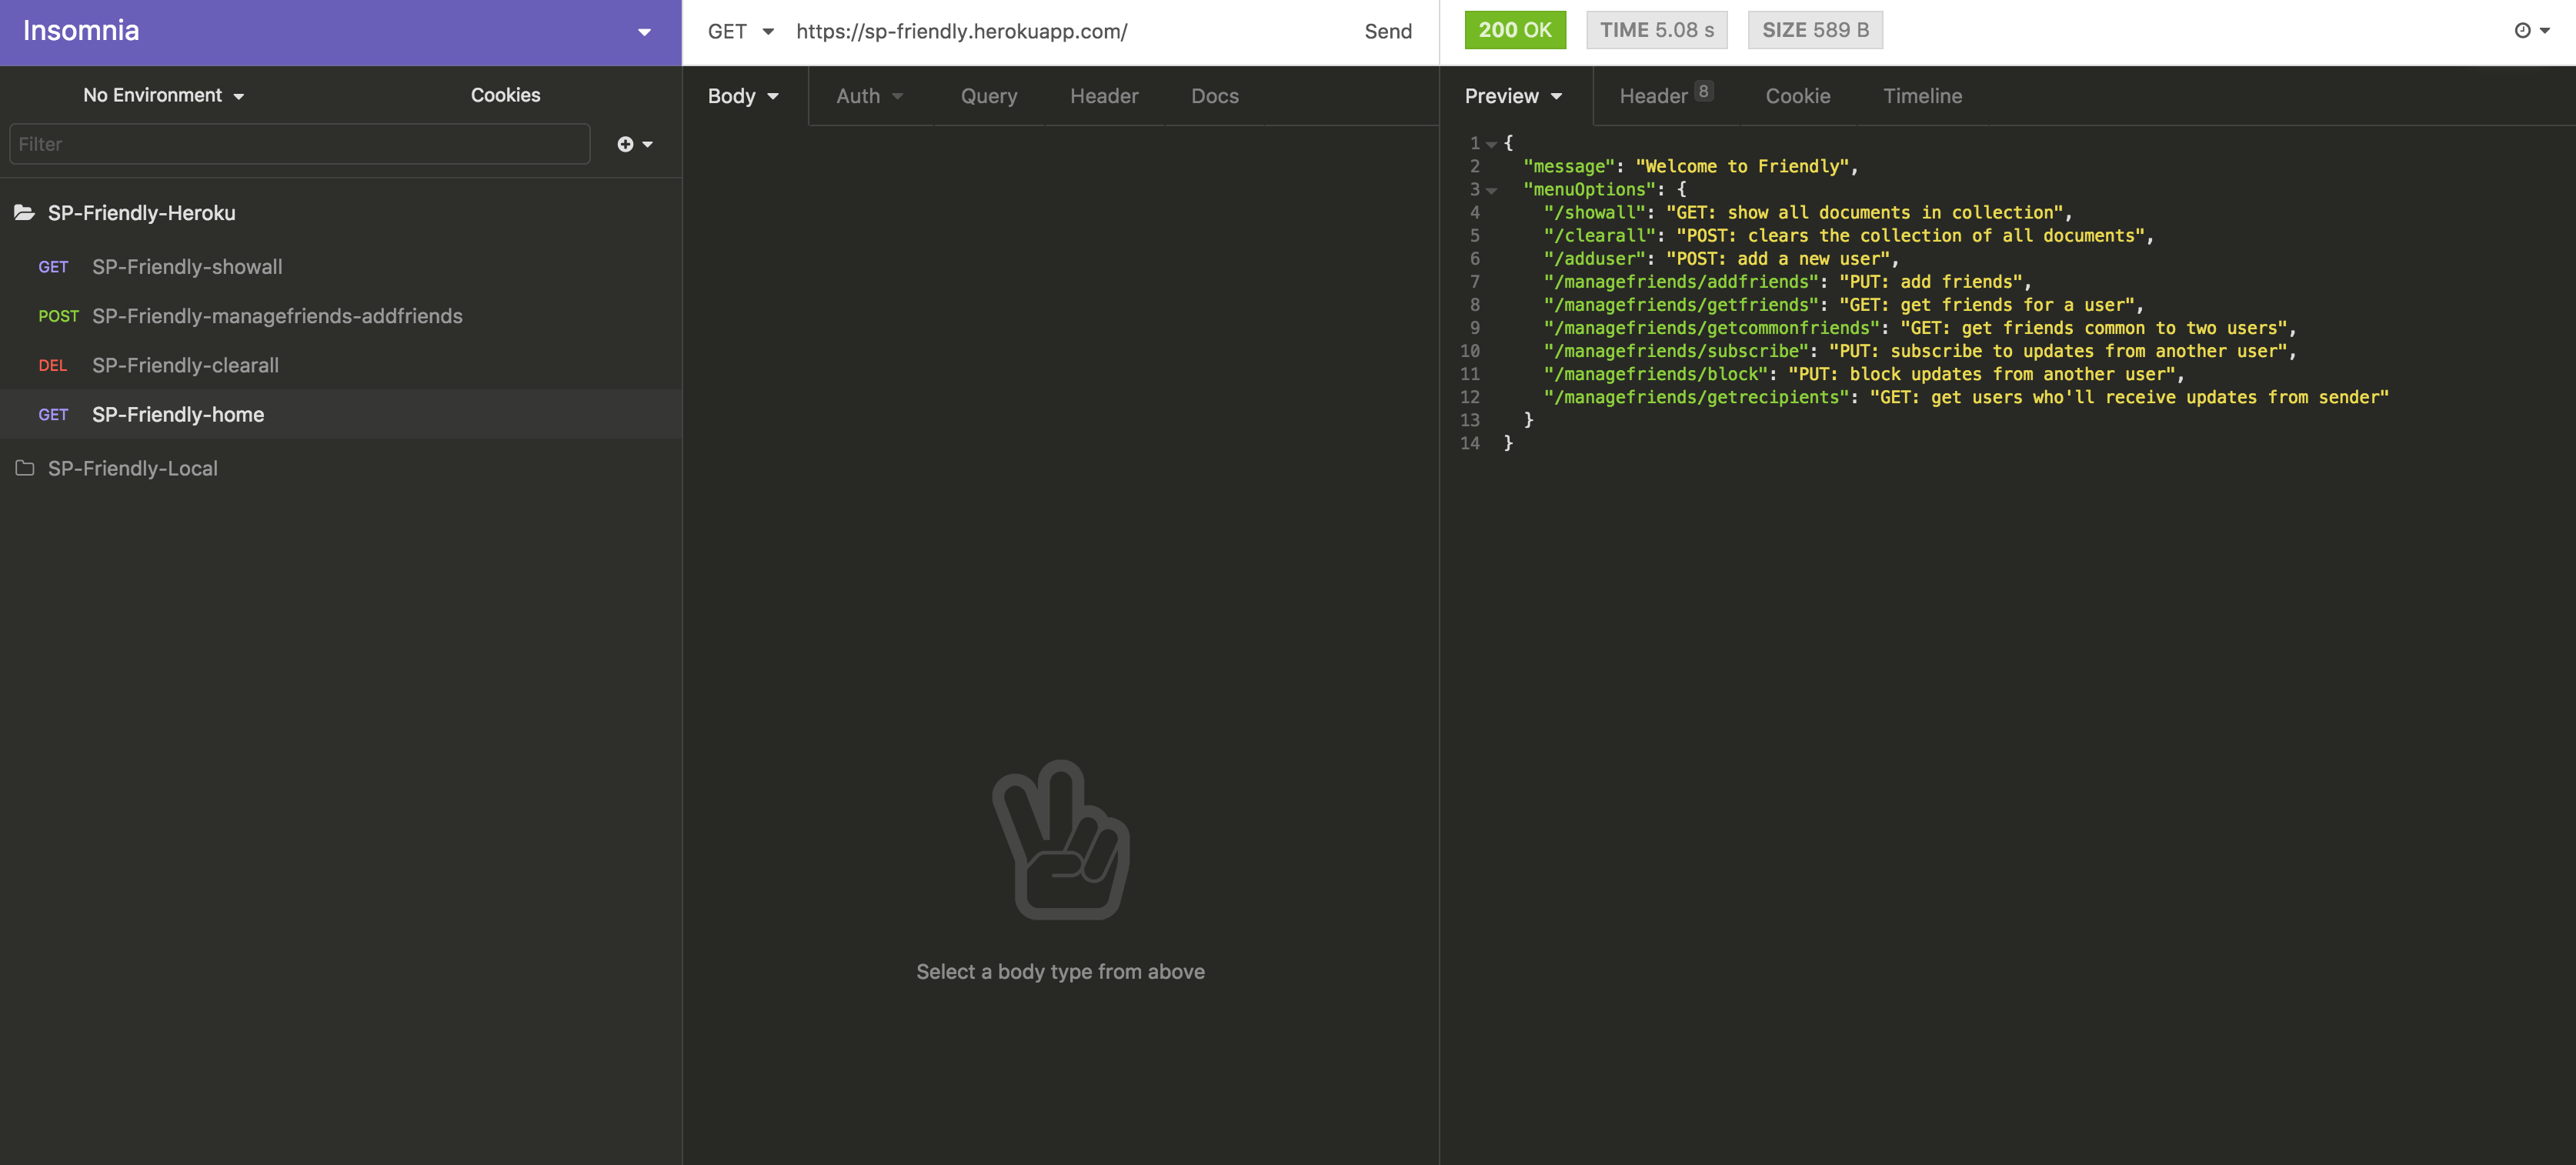 Insomnia
No Environment
Cookies
Filter
SP-Friendly-Heroku
GET SP-Friendly-showall
POST SP-Friendly-managefriends-addfriends
DEL SP-Friendly-clearall
GET SP-Friendly-home
SP-Friendly-Local
GET https://sp-friendly.herokuapp.com/ Send
Body Auth Query Header Docs
Select a body type from above
200 OK TIME 5.08 s SIZE 589 B
Preview Header 8 Cookie Timeline
1 {
2 "message": "Welcome to Friendly",
3 "menuOptions": {
4 "/showall": "GET: show all documents in collection",
5 "/clearall": "POST: clears the collection of all documents",
6 "/adduser": "POST: add a new user",
7 "/managefriends/addfriends": "PUT: add friends",
8 "/managefriends/getfriends": "GET: get friends for a user",
9 "/managefriends/getcommonfriends": "GET: get friends common to two users",
10 "/managefriends/subscribe": "PUT: subscribe to updates from another user",
11 "/managefriends/block": "PUT: block updates from another user",
12 "/managefriends/getrecipients": "GET: get users who'll receive updates from sender"
13 }
14 }